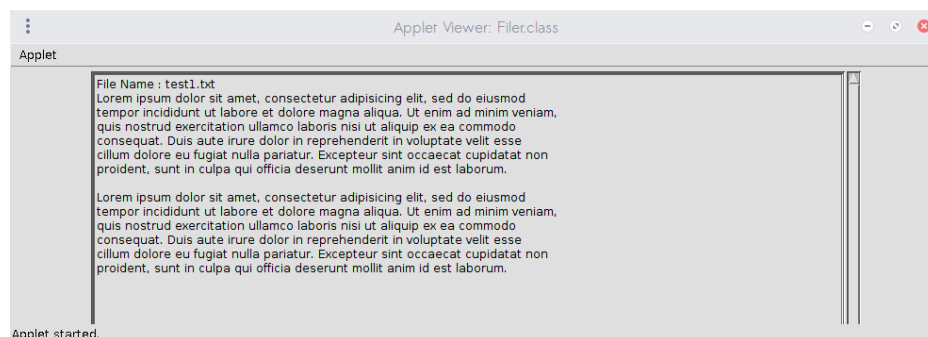 Applet Viewer: Filer.class
Applet
File Name : test1.txt
Lorem ipsum dolor sit amet, consectetur adipisicing elit, sed do eiusmod
tempor incididunt ut labore et dolore magna aliqua. Ut enim ad minim veniam,
quis nostrud exercitation ullamco laboris nisi ut aliquip ex ea commodo
consequat. Duis aute irure dolor in reprehenderit in voluptate velit esse
cillum dolore eu fugiat nulla pariatur. Excepteur sint occaecat cupidatat non
proident, sunt in culpa qui officia deserunt mollit anim id est laborum.

Lorem ipsum dolor sit amet, consectetur adipisicing elit, sed do eiusmod
tempor incididunt ut labore et dolore magna aliqua. Ut enim ad minim veniam,
quis nostrud exercitation ullamco laboris nisi ut aliquip ex ea commodo
consequat. Duis aute irure dolor in reprehenderit in voluptate velit esse
cillum dolore eu fugiat nulla pariatur. Excepteur sint occaecat cupidatat non
proident, sunt in culpa qui officia deserunt mollit anim id est laborum.
Applet started.